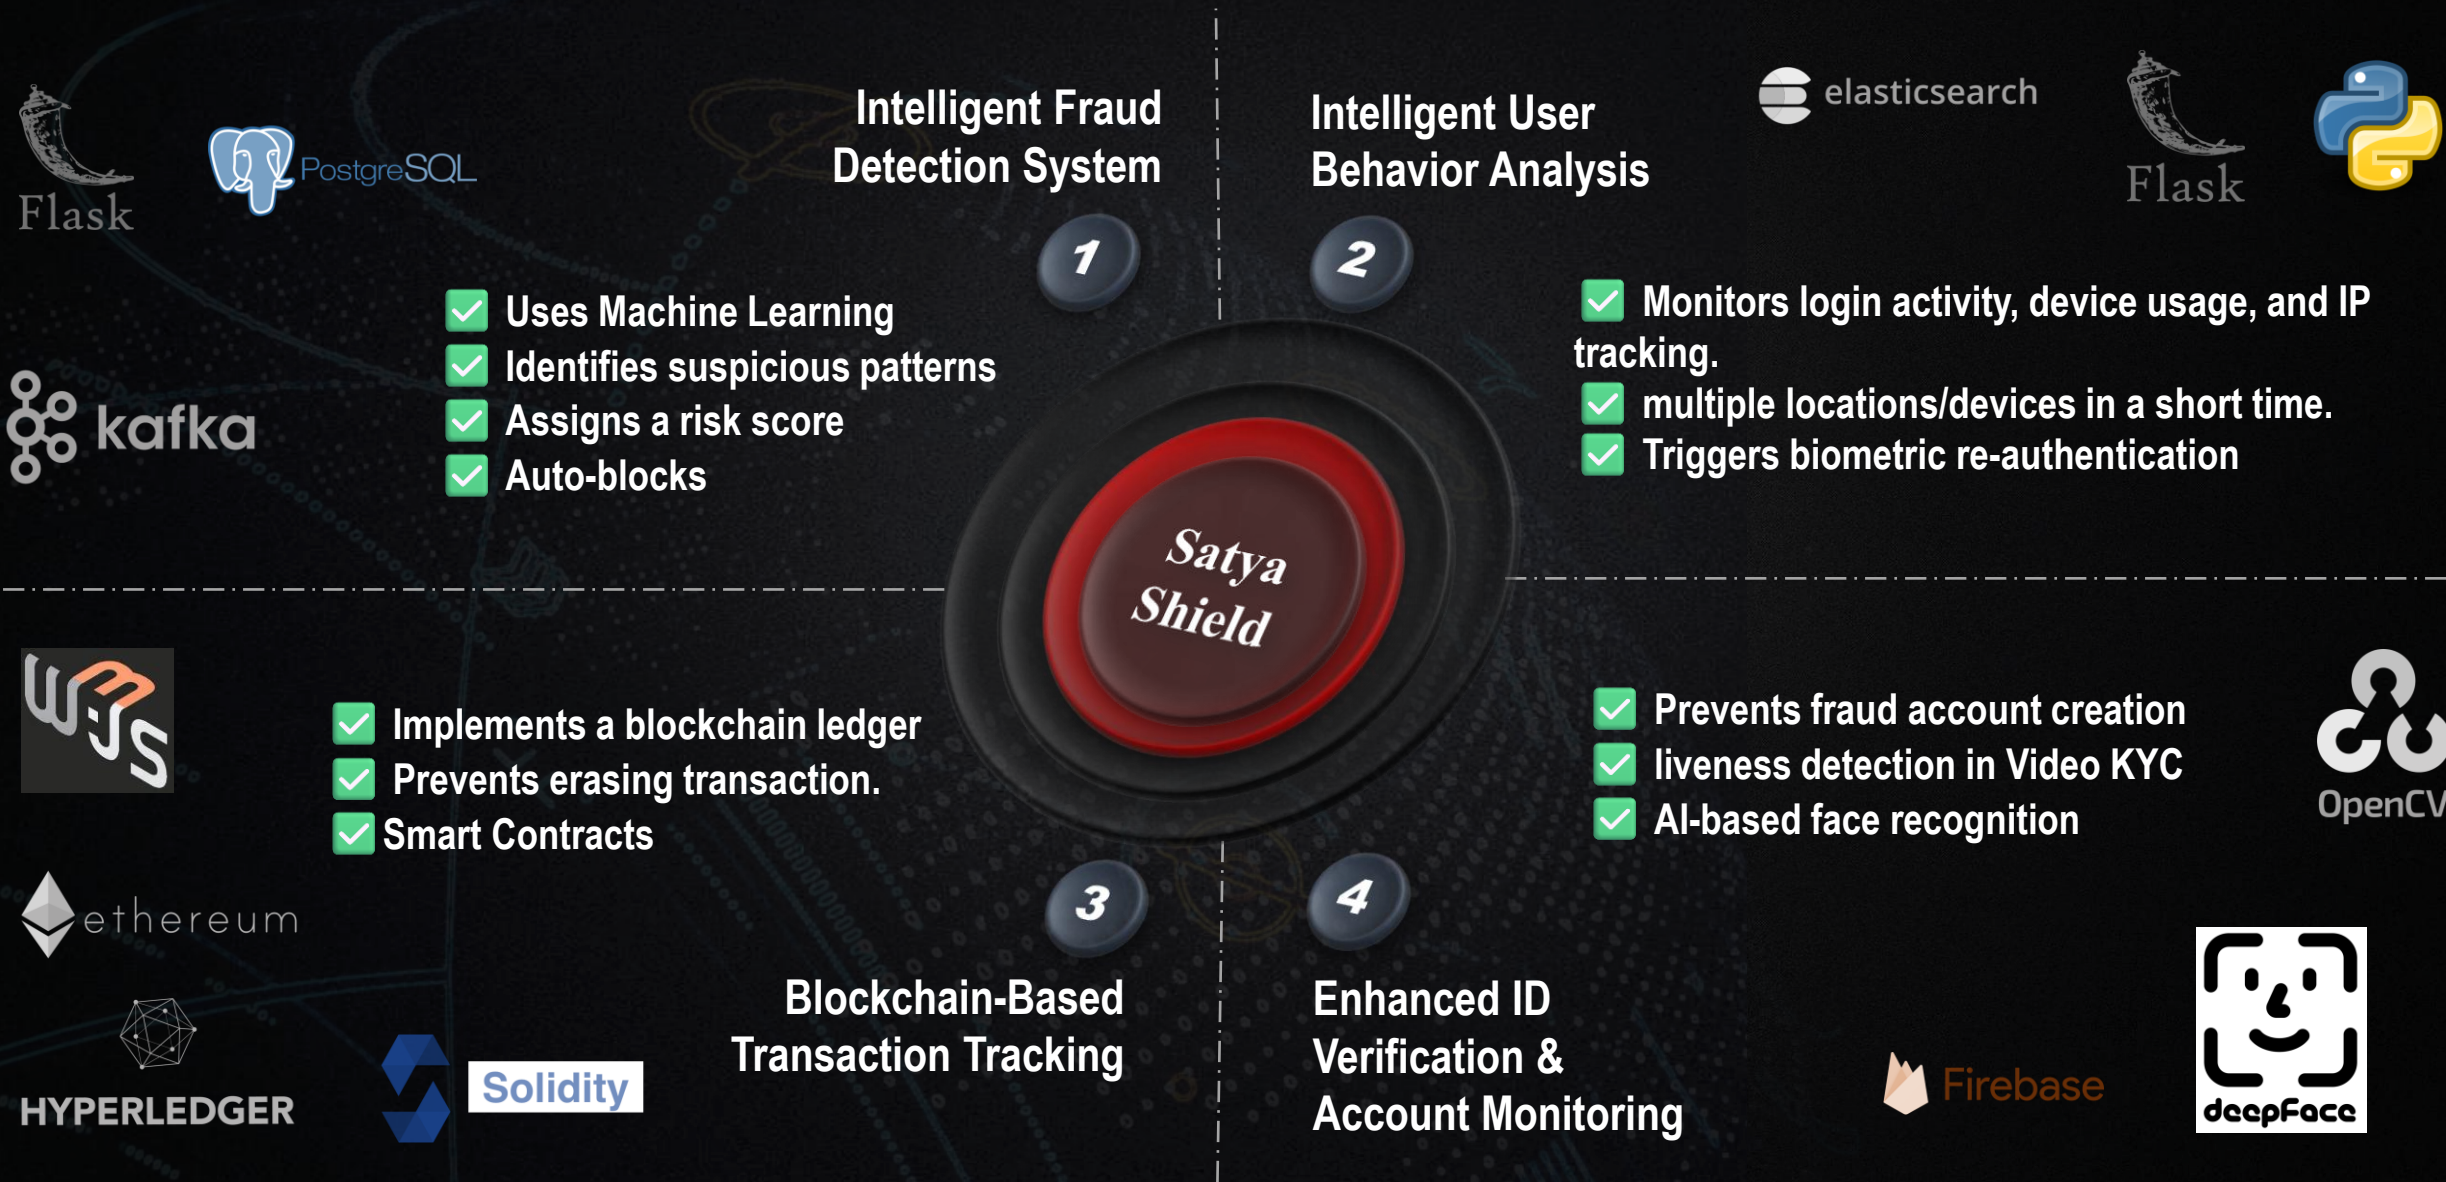 Intelligent Fraud
Detection System
Flask
PostgreSQL
kafka
1
✅ Uses Machine Learning
✅ Identifies suspicious patterns
✅ Assigns a risk score
✅ Auto-blocks
Intelligent User
Behavior Analysis
elasticsearch
Flask
2
✅ Monitors login activity, device usage, and IP
tracking.
✅ multiple locations/devices in a short time.
✅ Triggers biometric re-authentication
Satya
Shield
W3JS
✅ Implements a blockchain ledger
✅ Prevents erasing transaction.
✅ Smart Contracts
ethereum
3
Blockchain-Based
Transaction Tracking
HYPERLEDGER
Solidity
✅ Prevents fraud account creation
✅ liveness detection in Video KYC
✅ AI-based face recognition
OpenCV
4
Enhanced ID
Verification &
Account Monitoring
Firebase
deepFace